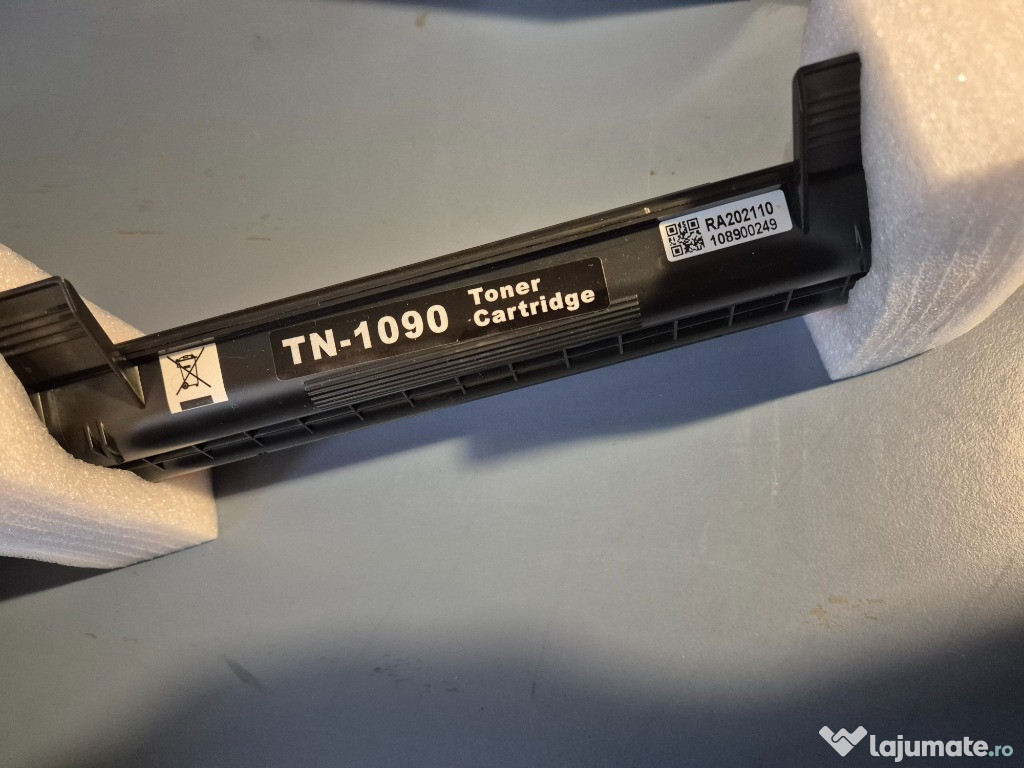 RA202110
108900249
TN-1090
Toner
Cartridge
lajumate.ro